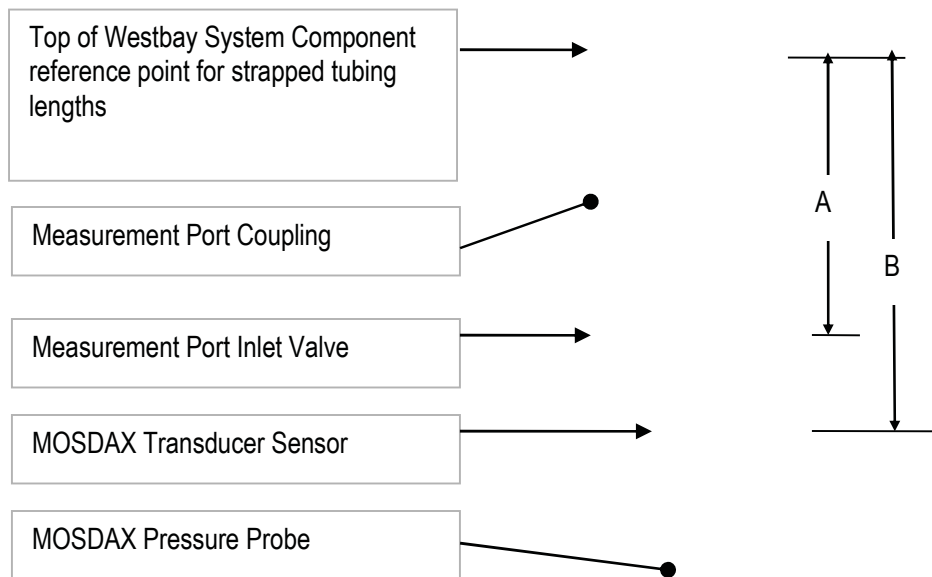 Top of Westbay System Component
reference point for strapped tubing
lengths
A
Measurement Port Coupling
B
Measurement Port Inlet Valve
MOSDAX Transducer Sensor
MOSDAX Pressure Probe